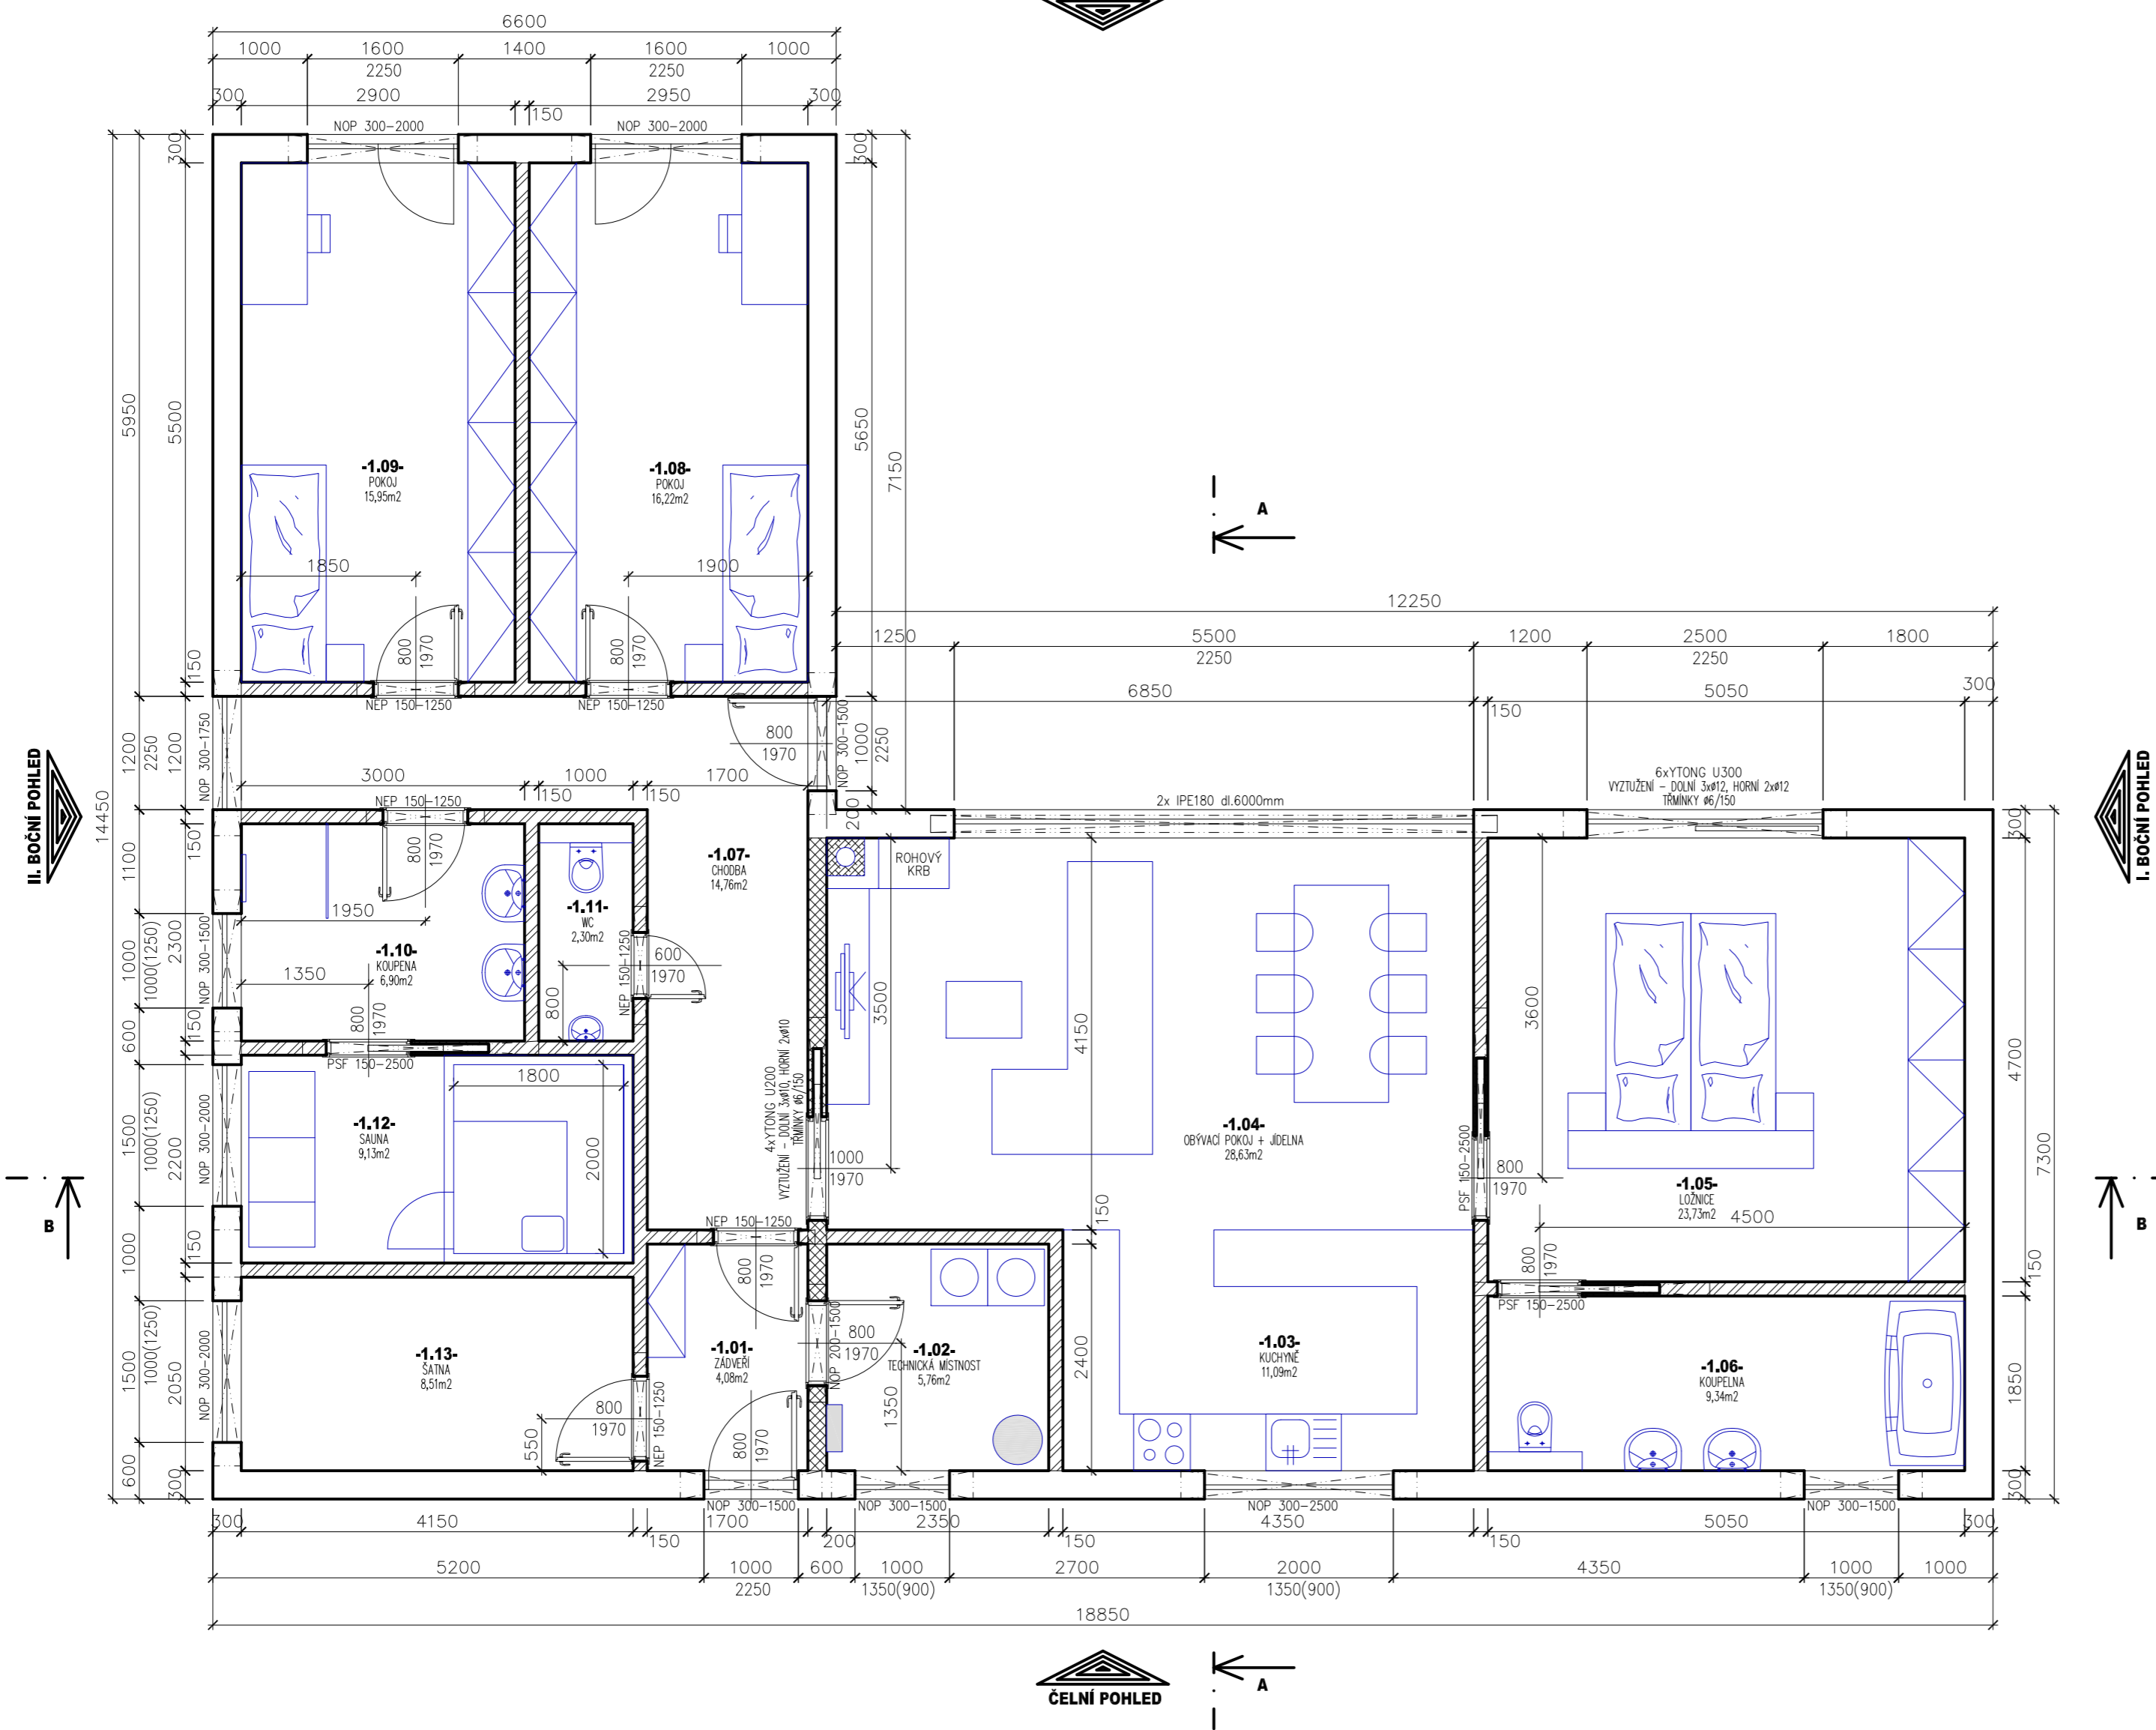 6600
1000 1600 1400 1600 1000
2250 2250
300 2900 150 2950 300
NOP 300-2000 NOP 300-2000
14450
5950
1200
2250
1100
1000
1000(1250)
600
1500
1000(1250)
1000
1500
1000(1250)
600
300
5500
150
1200
150
2300
150
2200
150
2050
300
NOP 300-1750
NOP 300-1500
NOP 300-2000
NOP 300-2000
300
5650
7150
1000
2250
200
NOP 300-1500
-1.09-
POKOJ
15,95m2
-1.08-
POKOJ
16,22m2
1850
1900
800
1970
800
1970
NEP 150-1250
NEP 150-1250
800
1970
A
12250
1250 5500 1200 2500 1800
2250 2250
6850 150 5050 300
6xYTONG U300
VYZTUŽENÍ - DOLNÍ 3xø12, HORNÍ 2xø12
TŘMÍNKY ø6/150
2x IPE180 dl.6000mm
3000 150 1000 150 1700
NEP 150-1250
800
1970
1950
-1.10-
KOUPENA
6,90m2
1350
800
1970
PSF 150-2500
-1.11-
WC
2,30m2
800
NEP 150-1250
600
1970
-1.07-
CHODBA
14,76m2
4xYTONG U200
VYZTUŽENÍ - DOLNÍ 3xø10, HORNÍ 2xø10
TŘMÍNKY ø6/150
ROHOVÝ
KRB
3500
4150
150
2400
1000
1970
-1.04-
OBÝVACÍ POKOJ + JÍDELNA
28,63m2
3600
PSF 150-2500
800
1970
-1.05-
LOŽNICE
23,73m2
4500
800
1970
PSF 150-2500
300
4700
150
1850
300
7300
-1.12-
SAUNA
9,13m2
1800
2000
-1.13-
ŠATNA
8,51m2
550
800
1970
NEP 150-1250
NEP 150-1250
800
1970
-1.01-
ZÁDVEŘÍ
4,08m2
800
1970
NOP 200-1500
800
1970
1350
-1.02-
TECHNICKÁ MÍSTNOST
5,76m2
-1.03-
KUCHYNĚ
11,09m2
-1.06-
KOUPELNA
9,34m2
NOP 300-1500 NOP 300-1500 NOP 300-2500 NOP 300-1500
300 4150 150 1700 200 2350 150 4350 150 5050 300
5200 1000 600 1000 2700 2000 4350 1000 1000
2250 1350(900) 1350(900) 1350(900)
18850
II. BOČNÍ POHLED
I. BOČNÍ POHLED
B
B
ČELNÍ POHLED
A